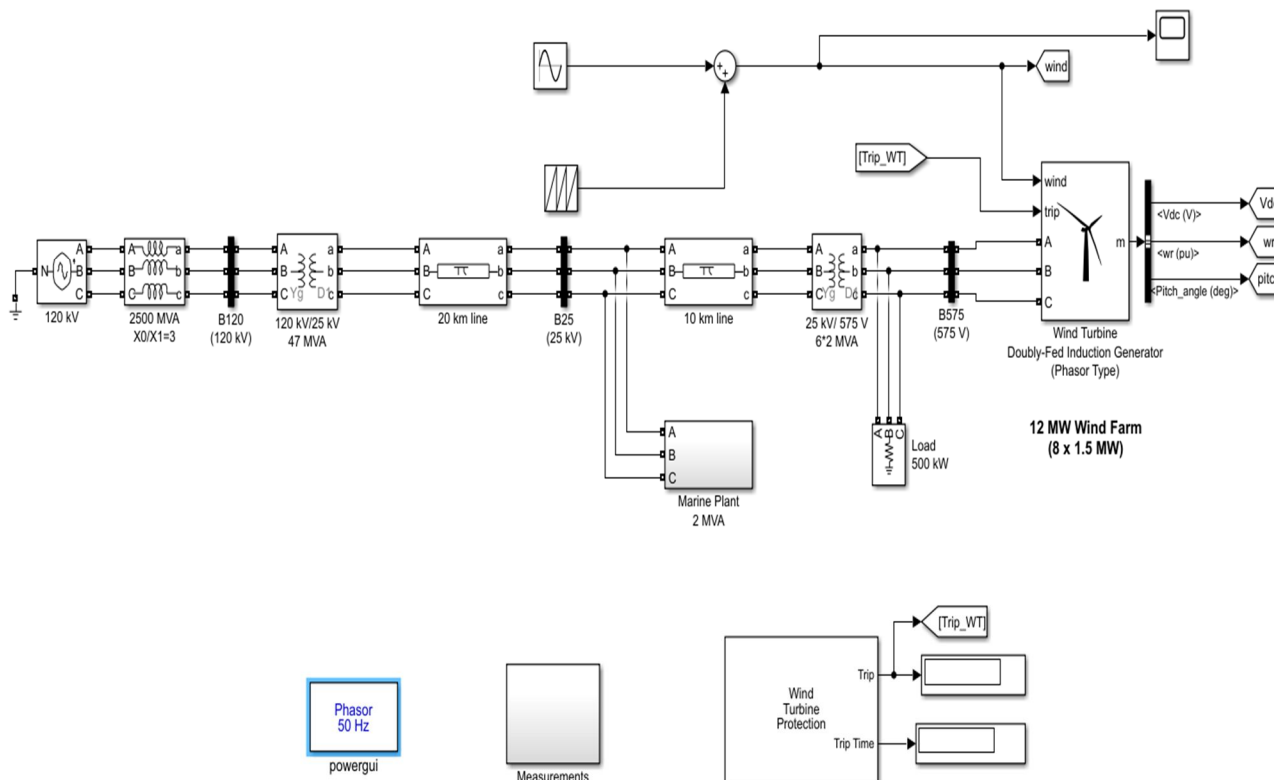 wind
[Trip_WT]
wind
trip
A
B
C
m
<Vdc (V)>
<wr (pu)>
<Pitch_angle (deg)>
Vd
wr
pitc
N
A
B
C
120 kV
A
B
C
a
b
c
2500 MVA
X0/X1=3
B120
(120 kV)
A
B
C
a
b
c
Yg
D1
120 kV/25 kV
47 MVA
A
B
C
a
b
c
20 km line
B25
(25 kV)
A
B
C
a
b
c
10 km line
A
B
C
a
b
c
Yg
25 kV/ 575 V
6*2 MVA
B575
(575 V)
Wind Turbine
Doubly-Fed Induction Generator
(Phasor Type)
A
B
C
Load
500 kW
12 MW Wind Farm
(8 x 1.5 MW)
A
B
C
Marine Plant
2 MVA
Phasor
50 Hz
powergui
Measurements
Wind
Turbine
Protection
Trip
Trip Time
[Trip_WT]